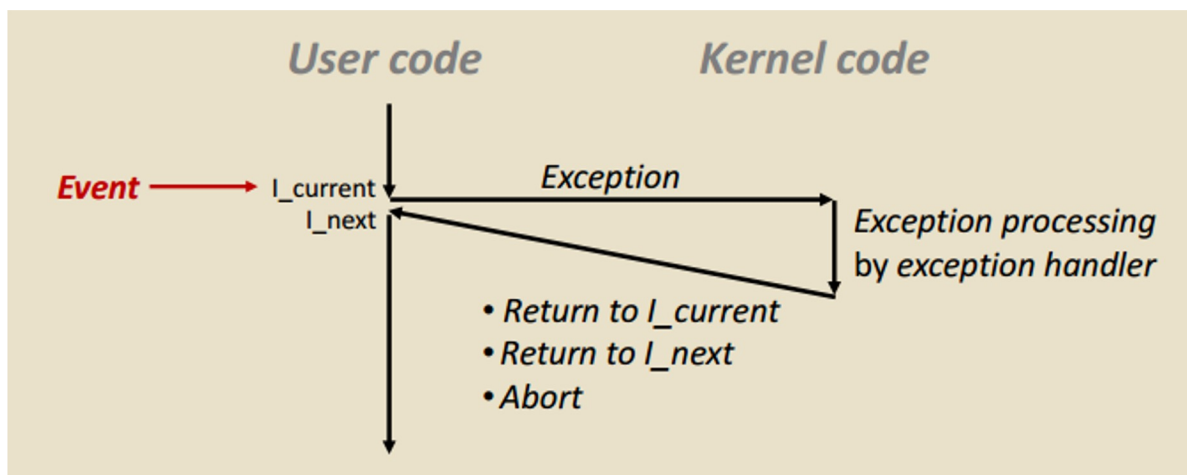 User code
Kernel code
Event
I_current
Exception
I_next
Exception processing
by exception handler
• Return to I_current
• Return to I_next
• Abort